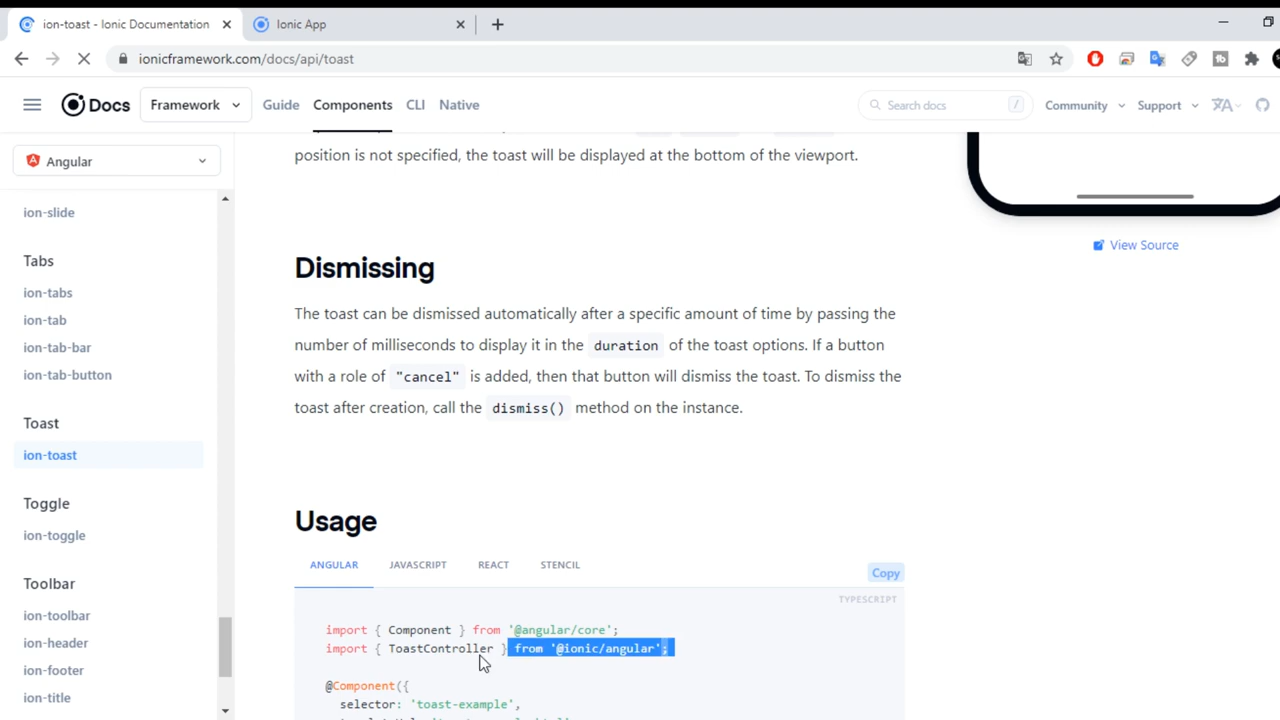 ion-toast - Ionic Documentation
Ionic App
ionicframework.com/docs/api/toast
Docs
Framework
Guide
Components
CLI
Native
Search docs
/
Community
Support
Angular
ion-slide
Tabs
ion-tabs
ion-tab
ion-tab-bar
ion-tab-button
Toast
ion-toast
Toggle
ion-toggle
Toolbar
ion-toolbar
ion-header
ion-footer
ion-title
position is not specified, the toast will be displayed at the bottom of the viewport.
View Source
Dismissing
The toast can be dismissed automatically after a specific amount of time by passing the
number of milliseconds to display it in the duration of the toast options. If a button
with a role of "cancel" is added, then that button will dismiss the toast. To dismiss the
toast after creation, call the dismiss() method on the instance.
Usage
ANGULAR
JAVASCRIPT
REACT
STENCIL
Copy
TYPESCRIPT
import { Component } from '@angular/core';
import { ToastController } from '@ionic/angular';
@Component({
selector: 'toast-example',